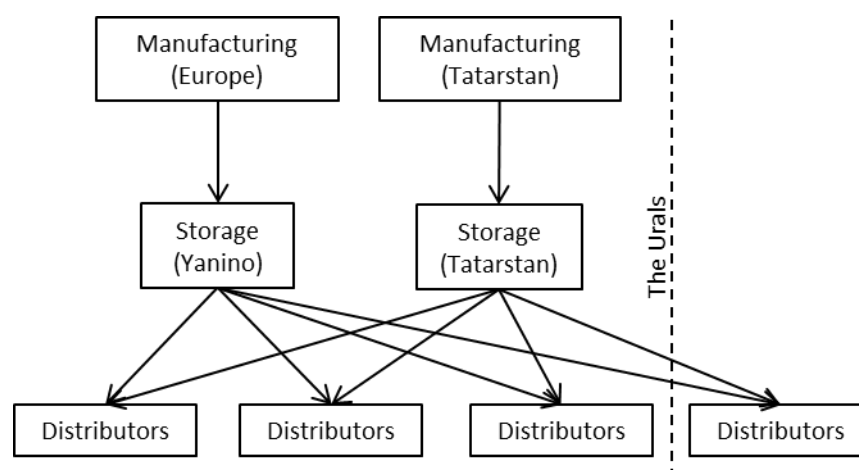 Manufacturing
(Europe)
Manufacturing
(Tatarstan)
The Urals
Storage
(Yanino)
Storage
(Tatarstan)
Distributors
Distributors
Distributors
Distributors